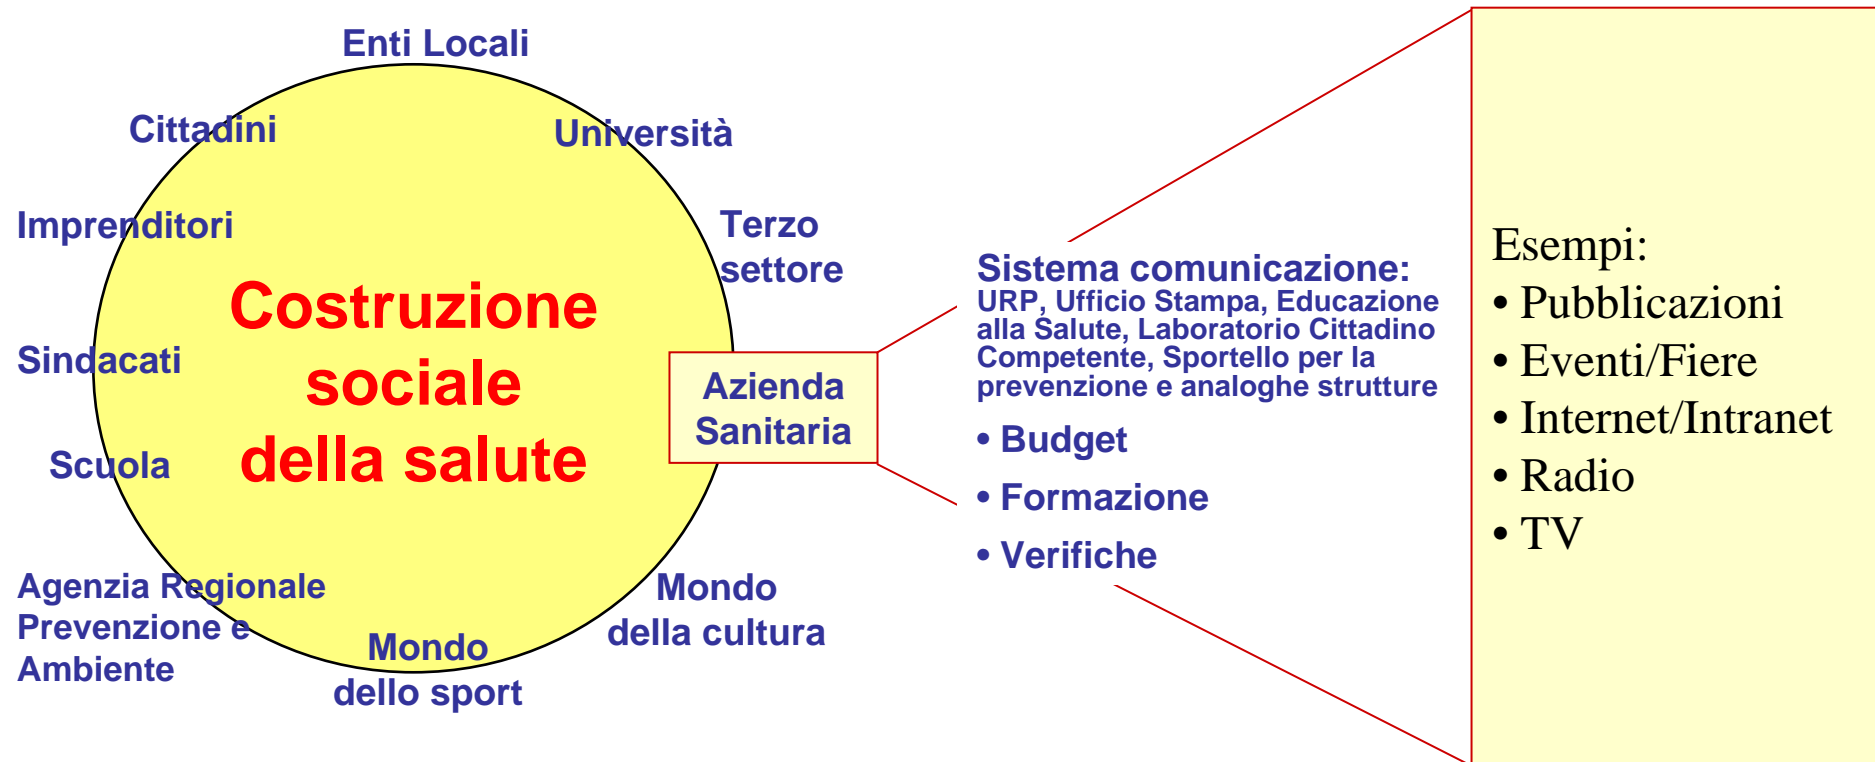 Enti Locali
Cittadini
Università
Imprenditori
Terzo
settore
Costruzione
sociale
della salute
Sindacati
Scuola
Azienda
Sanitaria
Agenzia Regionale
Prevenzione e
Ambiente
Mondo
dello sport
Mondo
della cultura
Sistema comunicazione:
URP, Ufficio Stampa, Educazione
alla Salute, Laboratorio Cittadino
Competente, Sportello per la
prevenzione e analoghe strutture
• Budget
• Formazione
• Verifiche
Esempi:
• Pubblicazioni
• Eventi/Fiere
• Internet/Intranet
• Radio
• TV